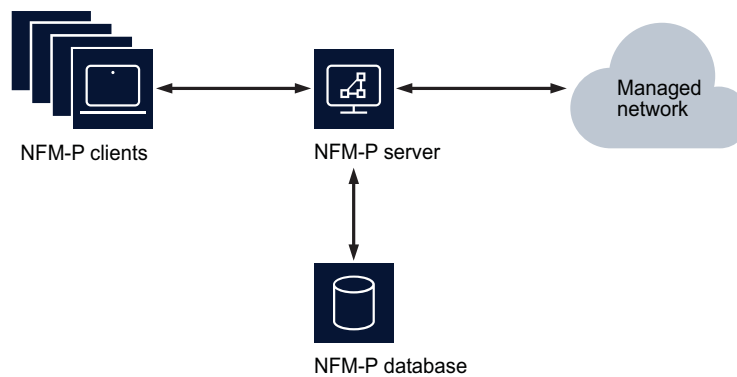 Managed
network
NFM-P clients
NFM-P server
NFM-P database